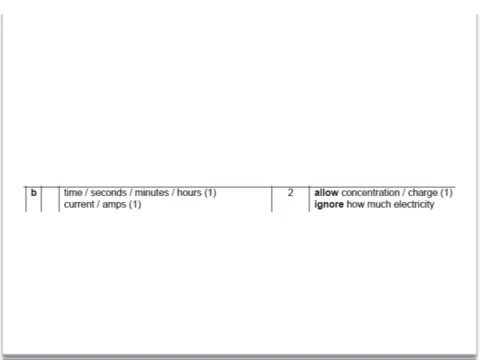 b time / seconds / minutes / hours (1) 2 allow concentration / charge (1)
current / amps (1) ignore how much electricity